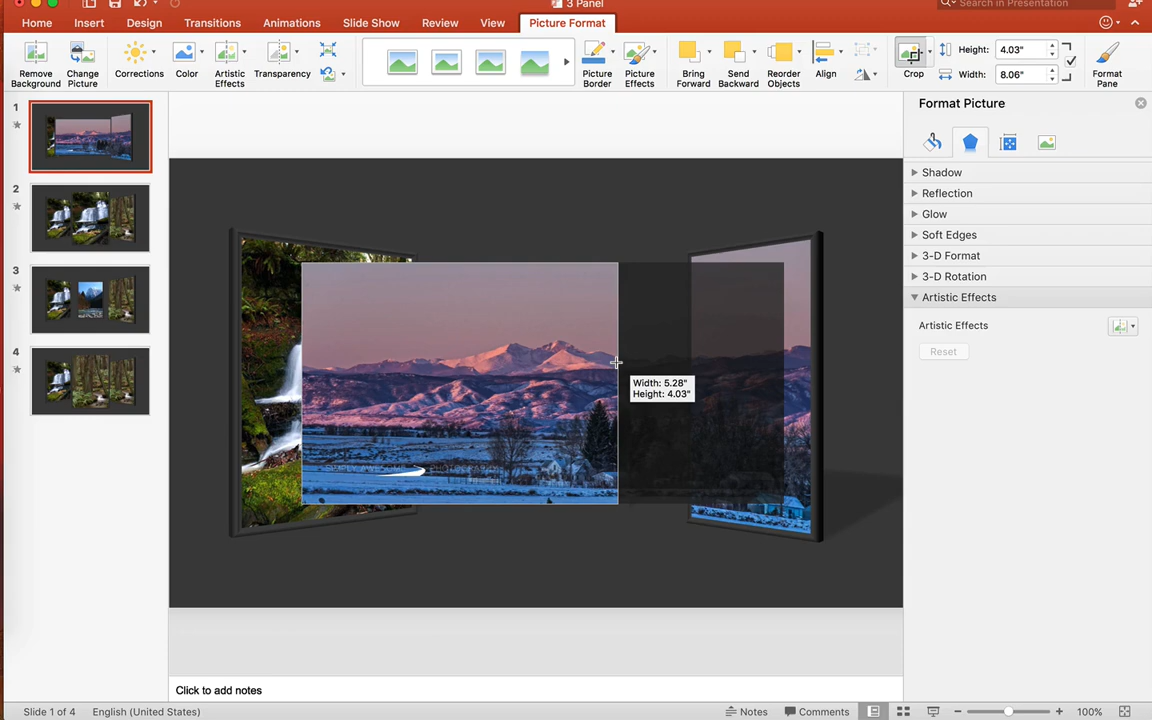 3 Panel
Search in Presentation
Home Insert Design Transitions Animations Slide Show Review View Picture Format
Remove Background
Change Picture
Corrections
Color
Artistic Effects
Transparency
Picture Border
Picture Effects
Bring Forward
Send Backward
Reorder Objects
Align
Crop
Height: 4.03"
Width: 8.06"
Format Pane
Format Picture
1
2
3
4
Shadow
Reflection
Glow
Soft Edges
3-D Format
3-D Rotation
Artistic Effects
Artistic Effects
Reset
Width: 5.28"
Height: 4.03"
SIMPLY AWESOME PHOTOGRAPHY
Click to add notes
Slide 1 of 4 English (United States) Notes Comments 100%